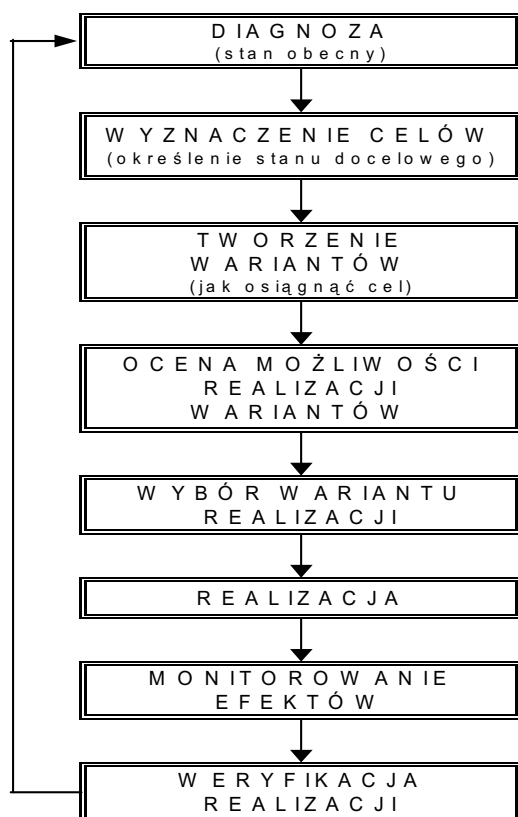 DIAGNOZA
(stan obecny)
WYZNACZENIE CELÓW
(określenie stanu docelowego)
TWORZENIE
WARIANTÓW
(jak osiągnąć cel)
OCENA MOŻLIWOŚCI
REALIZACJI
WARIANTÓW
WYBÓR WARIANTU
REALIZACJI
REALIZACJA
MONITOROWANIE
EFEKTÓW
WERYFIKACJA
REALIZACJI